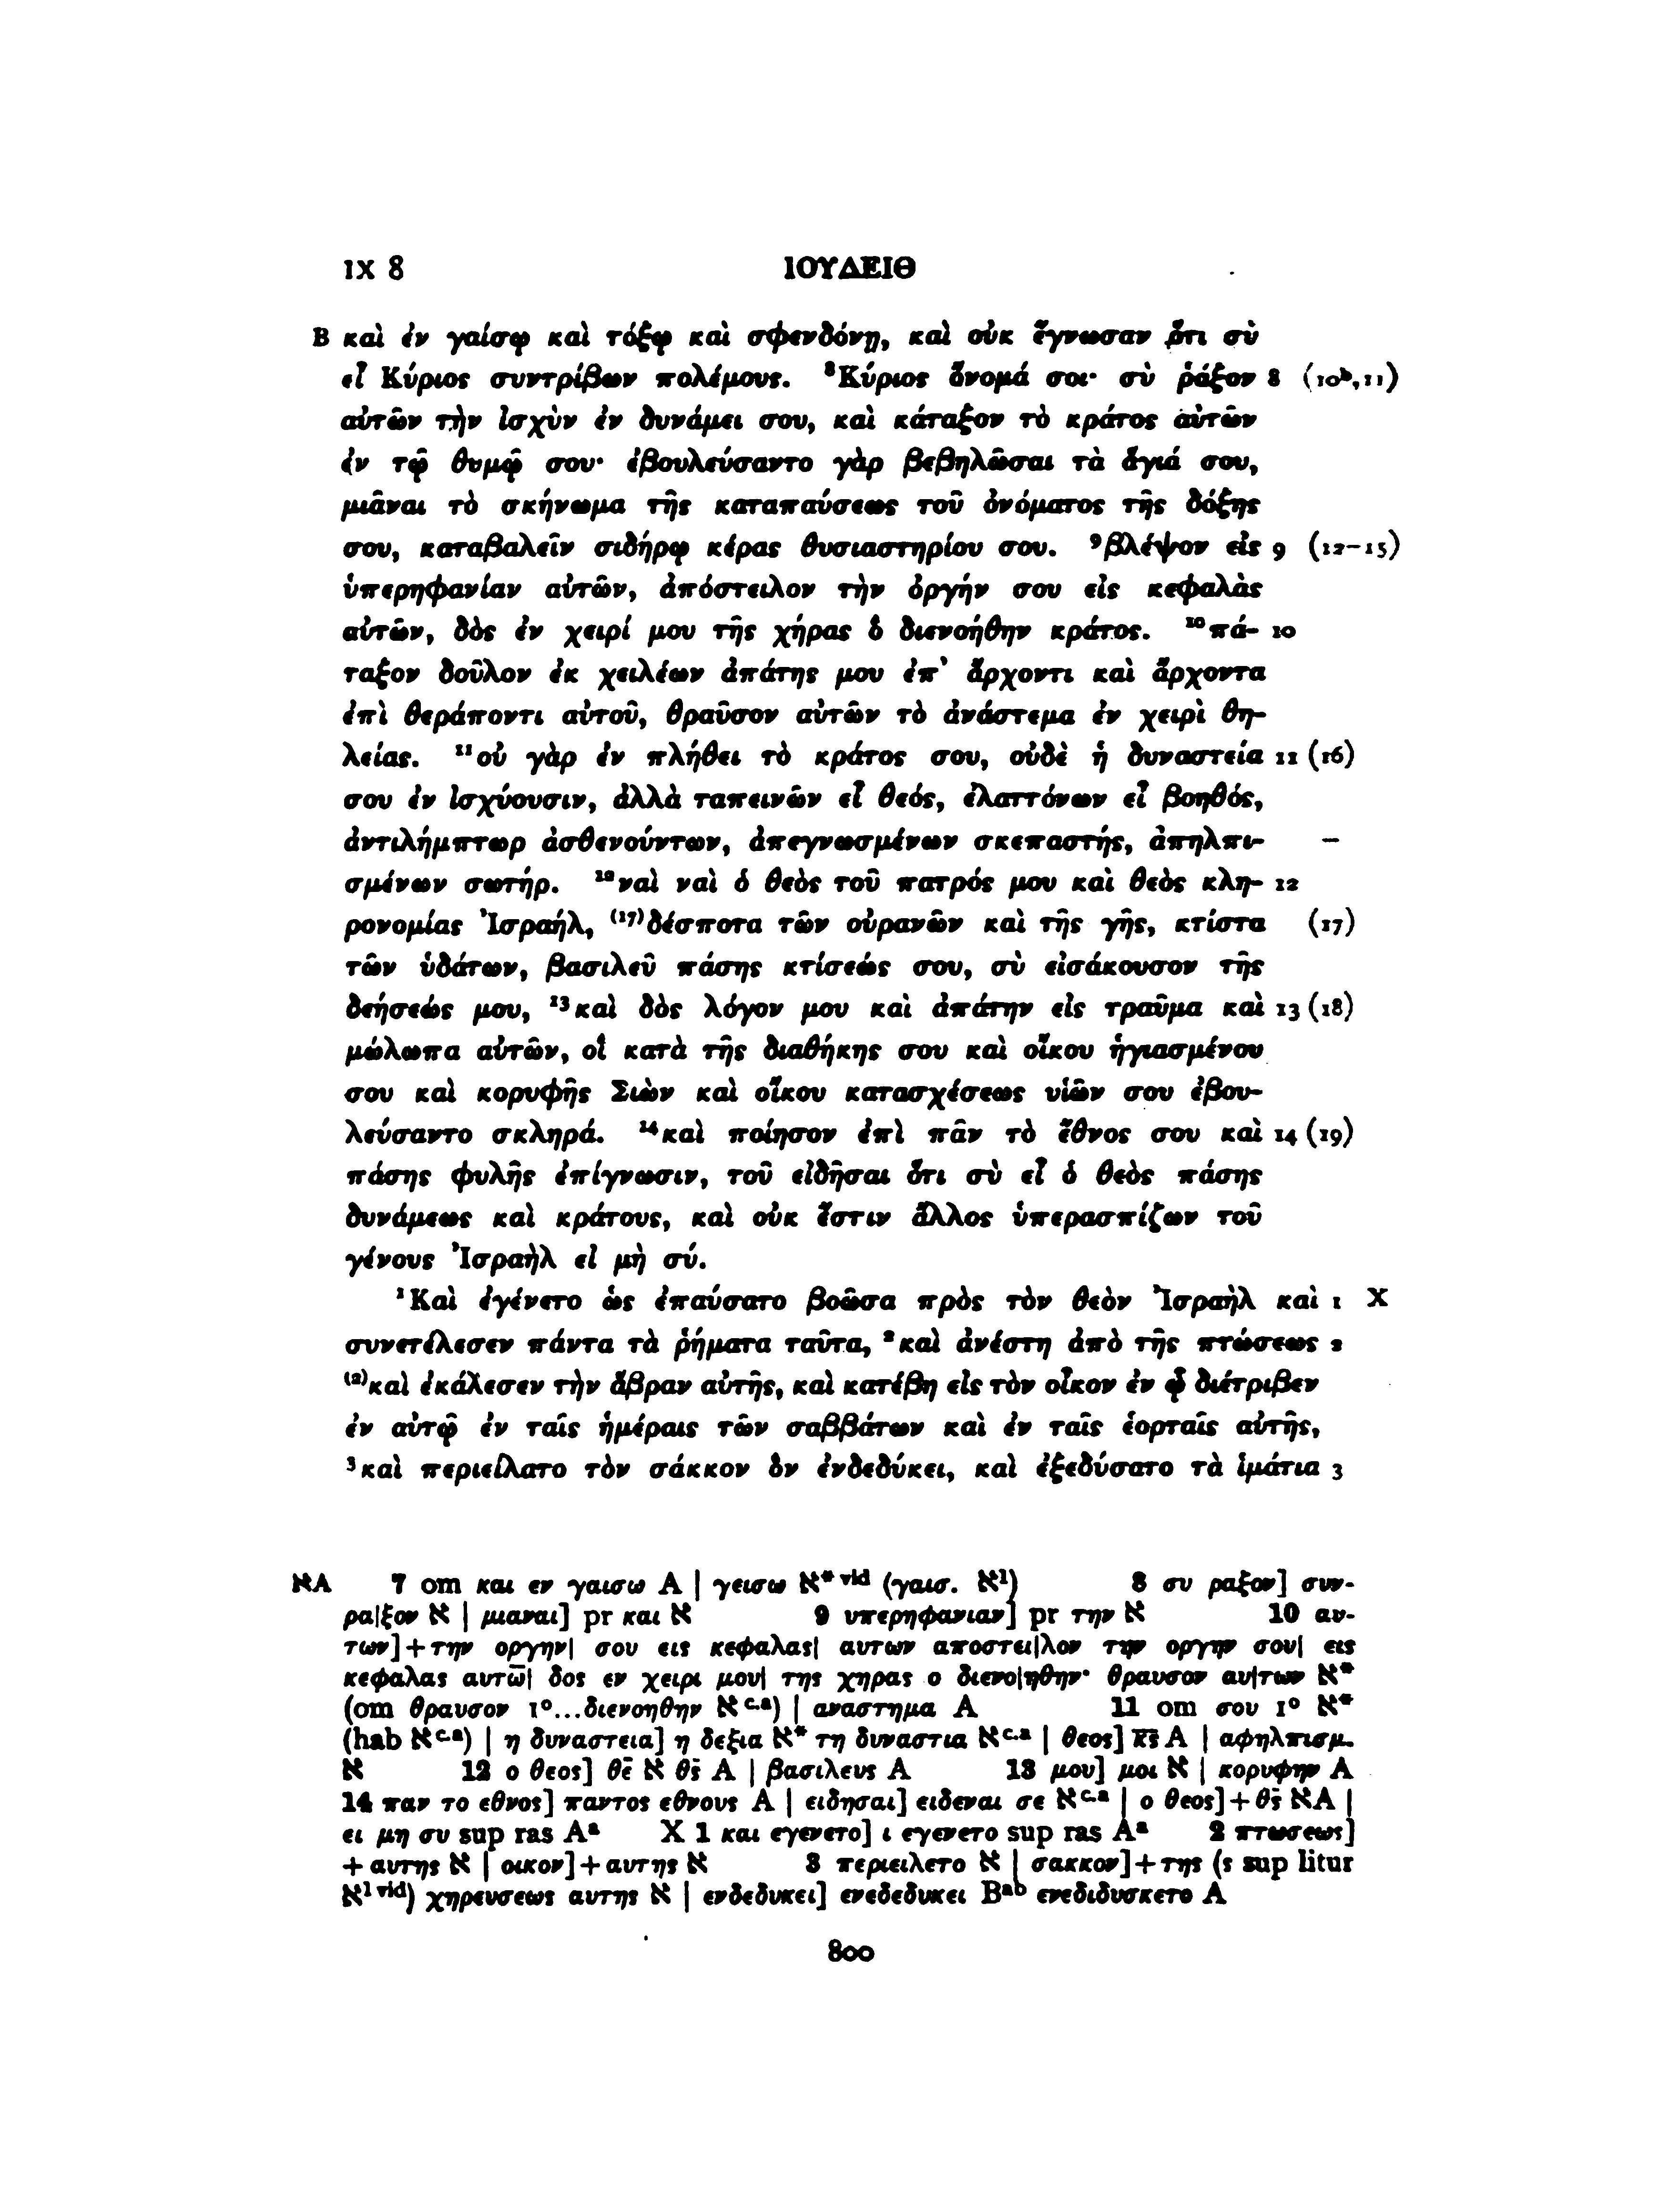 IX 8 ΙΟΥΔΕΙΘ
B καὶ ἐν γαίσῳ καὶ τόξῳ καὶ σφενδόνῃ, καὶ οὐκ ἔγνωσαν ὅτι σὺ
εἶ Κύριος συντρίβων πολέμους. ⁸Κύριος ὄνομά σοι· σὺ ῥάξον 8 (10ᵇ, 11)
αὐτῶν τὴν ἰσχὺν ἐν δυνάμει σου, καὶ κάταξον τὸ κράτος αὐτῶν
ἐν τῷ θυμῷ σου· ἐβουλεύσαντο γὰρ βεβηλῶσαι τὰ ἅγιά σου,
μιᾶναι τὸ σκήνωμα τῆς καταπαύσεως τοῦ ὀνόματος τῆς δόξης
σου, καταβαλεῖν σιδήρῳ κέρας θυσιαστηρίου σου. ⁹βλέψον εἰς 9 (12–15)
ὑπερηφανίαν αὐτῶν, ἀπόστειλον τὴν ὀργήν σου εἰς κεφαλὰς
αὐτῶν, δὸς ἐν χειρί μου τῆς χήρας ὃ διενοήθην κράτος. ¹⁰πά- 10
ταξον δοῦλον ἐκ χειλέων ἀπάτης μου ἐπ᾽ ἄρχοντι καὶ ἄρχοντα
ἐπὶ θεράποντι αὐτοῦ, θραῦσον αὐτῶν τὸ ἀνάστεμα ἐν χειρὶ θη-
λείας. ¹¹οὐ γὰρ ἐν πλήθει τὸ κράτος σου, οὐδὲ ἡ δυναστεία 11 (16)
σου ἐν ἰσχύουσιν, ἀλλὰ ταπεινῶν εἶ θεός, ἐλαττόνων εἶ βοηθός,
ἀντιλήμπτωρ ἀσθενούντων, ἀπεγνωσμένων σκεπαστής, ἀπηλπι-
σμένων σωτήρ. ¹²ναὶ ναὶ ὁ θεὸς τοῦ πατρός μου καὶ θεὸς κλη- 12
ρονομίας Ἰσραήλ, ⁽¹⁷⁾δέσποτα τῶν οὐρανῶν καὶ τῆς γῆς, κτίστα (17)
τῶν ὑδάτων, βασιλεῦ πάσης κτίσεώς σου, σὺ εἰσάκουσον τῆς
δεήσεώς μου, ¹³καὶ δὸς λόγον μου καὶ ἀπάτην εἰς τραῦμα καὶ 13 (18)
μώλωπα αὐτῶν, οἳ κατὰ τῆς διαθήκης σου καὶ οἴκου ἡγιασμένου
σου καὶ κορυφῆς Σιὼν καὶ οἴκου κατασχέσεως υἱῶν σου ἐβου-
λεύσαντο σκληρά. ¹⁴καὶ ποίησον ἐπὶ πᾶν τὸ ἔθνος σου καὶ 14 (19)
πάσης φυλῆς ἐπίγνωσιν, τοῦ εἰδῆσαι ὅτι σὺ εἶ ὁ θεὸς πάσης
δυνάμεως καὶ κράτους, καὶ οὐκ ἔστιν ἄλλος ὑπερασπίζων τοῦ
γένους Ἰσραὴλ εἰ μὴ σύ.
¹Καὶ ἐγένετο ὡς ἐπαύσατο βοῶσα πρὸς τὸν θεὸν Ἰσραὴλ καὶ 1 X
συνετέλεσεν πάντα τὰ ῥήματα ταῦτα, ²καὶ ἀνέστη ἀπὸ τῆς πτώσεως 2
⁽²⁾καὶ ἐκάλεσεν τὴν ἅβραν αὐτῆς, καὶ κατέβη εἰς τὸν οἶκον ἐν ᾧ διέτριβεν
ἐν αὐτῷ ἐν ταῖς ἡμέραις τῶν σαββάτων καὶ ἐν ταῖς ἑορταῖς αὐτῆς,
³καὶ περιείλατο τὸν σάκκον ὃν ἐνδεδύκει, καὶ ἐξεδύσατο τὰ ἱμάτια 3
אA 7 om και εν γαισω A | γεισω א*ᵛⁱᵈ (γαισ. א¹) 8 συ ραξον] συν-
ρα|ξον א | μιαναι] pr και א 9 υπερηφανιαν] pr την א 10 αυ-
των]+την οργην| σου εις κεφαλας| αυτων αποστει|λον την οργην σου| εις
κεφαλας αυτω̅| δος εν χειρι μου| της χηρας ο διενο|ηθην· θραυσον αυ|των א*
(om θραυσον 1°...διενοηθην אᶜ·ᵃ) | αναστημα A 11 om σου 1° א*
(hab אᶜ·ᵃ) | η δυναστεια] η δεξια א* τη δυναστια אᶜ·ᵃ | θεος] κ̅ς̅ A | αφηλπισμ.
א 12 ο θεος] θ̅ε̅ א θ̅ς̅ A | βασιλευς A 13 μου] μοι א | κορυφην A
14 παν το εθνος] παντος εθνους A | ειδησαι] ειδεναι σε אᶜ·ᵃ | ο θεος]+θ̅ς̅ אA |
ει μη συ sup ras Aᵃ X 1 και εγενετο] ι εγενετο sup ras Aᵃ 2 πτωσεως]
+αυτης א | οικον]+αυτης א 3 περιειλετο א | σακκον]+της (ς sup litur
א¹ ᵛⁱᵈ) χηρευσεως αυτης א | ενδεδυκει] ενεδεδυκει Bᵃᵇ ενεδιδυσκετο A
800